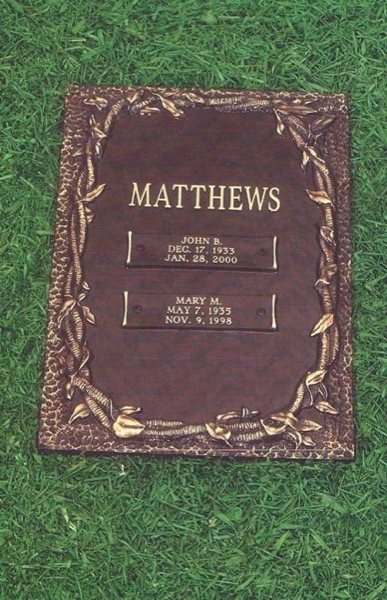 MATTHEWS
JOHN B.
DEC. 17, 1933
JAN. 28, 2000
MARY M.
MAY 7, 1935
NOV. 9, 1998